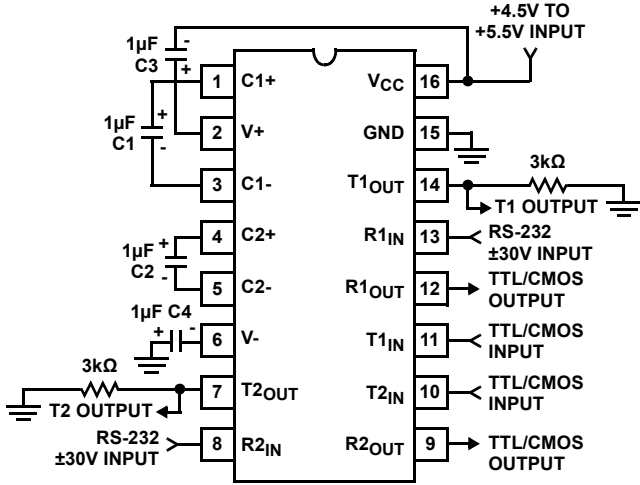 +4.5V TO
+5.5V INPUT
1µF
-
+
C3
1
C1+
VCC
16
1µF
C1
+
-
2
V+
GND
15
3
C1-
T1OUT
14
3kΩ
T1 OUTPUT
4
C2+
R1IN
13
RS-232
±30V INPUT
1µF
C2
+
-
5
C2-
R1OUT
12
TTL/CMOS
OUTPUT
1µF C4
+
-
6
V-
T1IN
11
TTL/CMOS
INPUT
3kΩ
7
T2OUT
T2IN
10
TTL/CMOS
INPUT
T2 OUTPUT
RS-232
±30V INPUT
8
R2IN
R2OUT
9
TTL/CMOS
OUTPUT